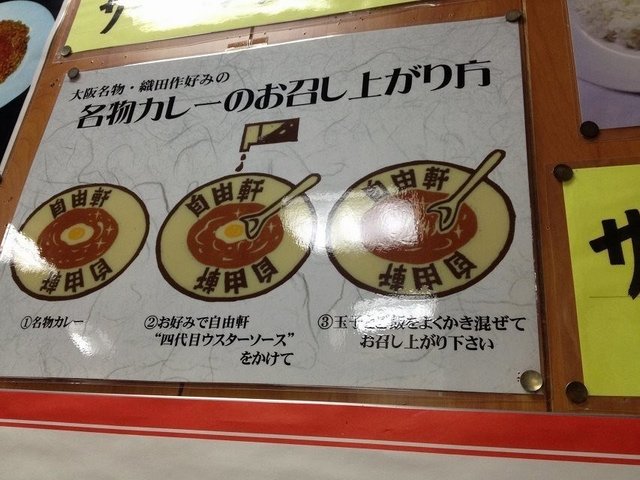 サ
大阪名物・織田作好みの
名物カレーのお召し上がり方
自由軒
自由軒
自由軒
自由軒
自由軒
自由軒
①名物カレー
②お好みで自由軒
"四代目ウスターソース"
をかけて
③玉子とご飯をまくかき混ぜて
お召し上がり下さい
サ